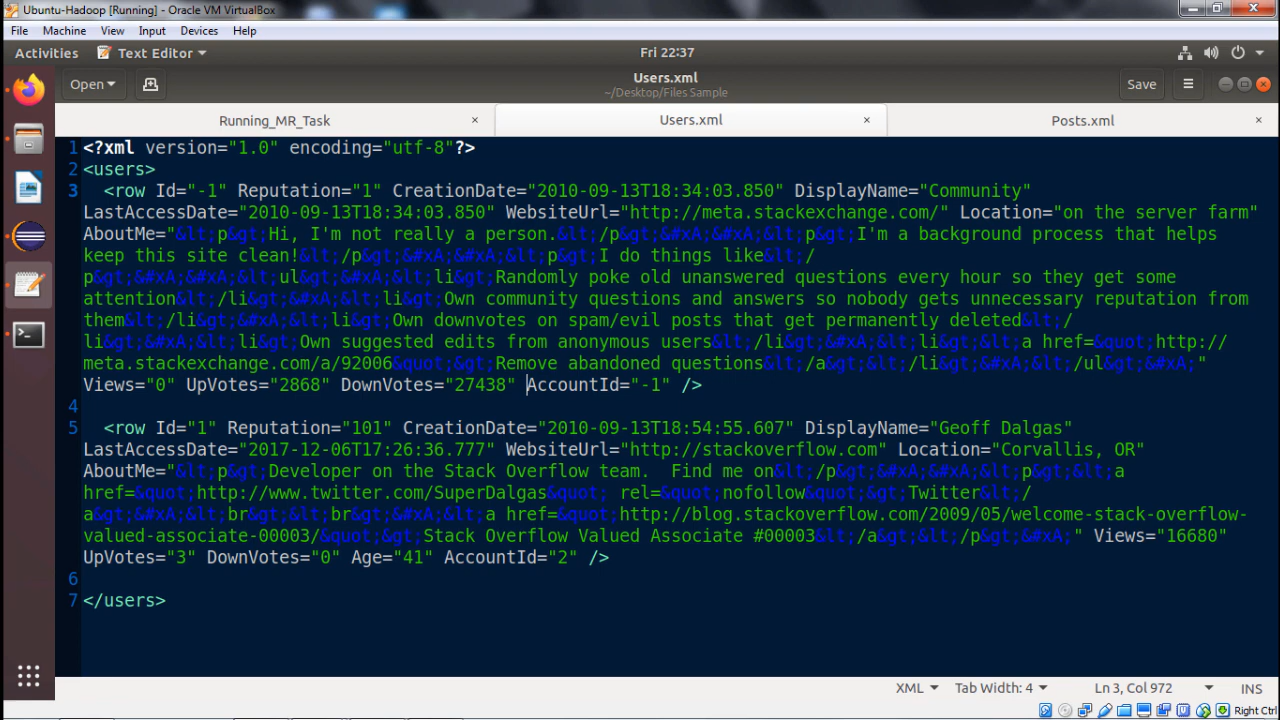 Ubuntu-Hadoop [Running] - Oracle VM VirtualBox
File Machine View Input Devices Help
Activities Text Editor Fri 22:37
Open Users.xml Save
~/Desktop/Files Sample
Running_MR_Task × Users.xml × Posts.xml ×
1 <?xml version="1.0" encoding="utf-8"?>
2 <users>
3 <row Id="-1" Reputation="1" CreationDate="2010-09-13T18:34:03.850" DisplayName="Community"
LastAccessDate="2010-09-13T18:34:03.850" WebsiteUrl="http://meta.stackexchange.com/" Location="on the server farm"
AboutMe="&lt;p&gt;Hi, I'm not really a person.&lt;/p&gt;&#xA;&#xA;&lt;p&gt;I'm a background process that helps
keep this site clean!&lt;/p&gt;&#xA;&#xA;&lt;p&gt;I do things like&lt;/
p&gt;&#xA;&#xA;&lt;ul&gt;&#xA;&lt;li&gt;Randomly poke old unanswered questions every hour so they get some
attention&lt;/li&gt;&#xA;&lt;li&gt;Own community questions and answers so nobody gets unnecessary reputation from
them&lt;/li&gt;&#xA;&lt;li&gt;Own downvotes on spam/evil posts that get permanently deleted&lt;/
li&gt;&#xA;&lt;li&gt;Own suggested edits from anonymous users&lt;/li&gt;&#xA;&lt;li&gt;&lt;a href=&quot;http://
meta.stackexchange.com/a/92006&quot;&gt;Remove abandoned questions&lt;/a&gt;&lt;/li&gt;&#xA;&lt;/ul&gt;&#xA;"
Views="0" UpVotes="2868" DownVotes="27438" AccountId="-1" />
4
5 <row Id="1" Reputation="101" CreationDate="2010-09-13T18:54:55.607" DisplayName="Geoff Dalgas"
LastAccessDate="2017-12-06T17:26:36.777" WebsiteUrl="http://stackoverflow.com" Location="Corvallis, OR"
AboutMe="&lt;p&gt;Developer on the Stack Overflow team.  Find me on&lt;/p&gt;&#xA;&#xA;&lt;p&gt;&lt;a
href=&quot;http://www.twitter.com/SuperDalgas&quot; rel=&quot;nofollow&quot;&gt;Twitter&lt;/
a&gt;&#xA;&lt;br&gt;&lt;br&gt;&#xA;&lt;a href=&quot;http://blog.stackoverflow.com/2009/05/welcome-stack-overflow-
valued-associate-00003/&quot;&gt;Stack Overflow Valued Associate #00003&lt;/a&gt;&lt;/p&gt;&#xA;" Views="16680"
UpVotes="3" DownVotes="0" Age="41" AccountId="2" />
6
7 </users>
XML Tab Width: 4 Ln 3, Col 972 INS
Right Ctrl